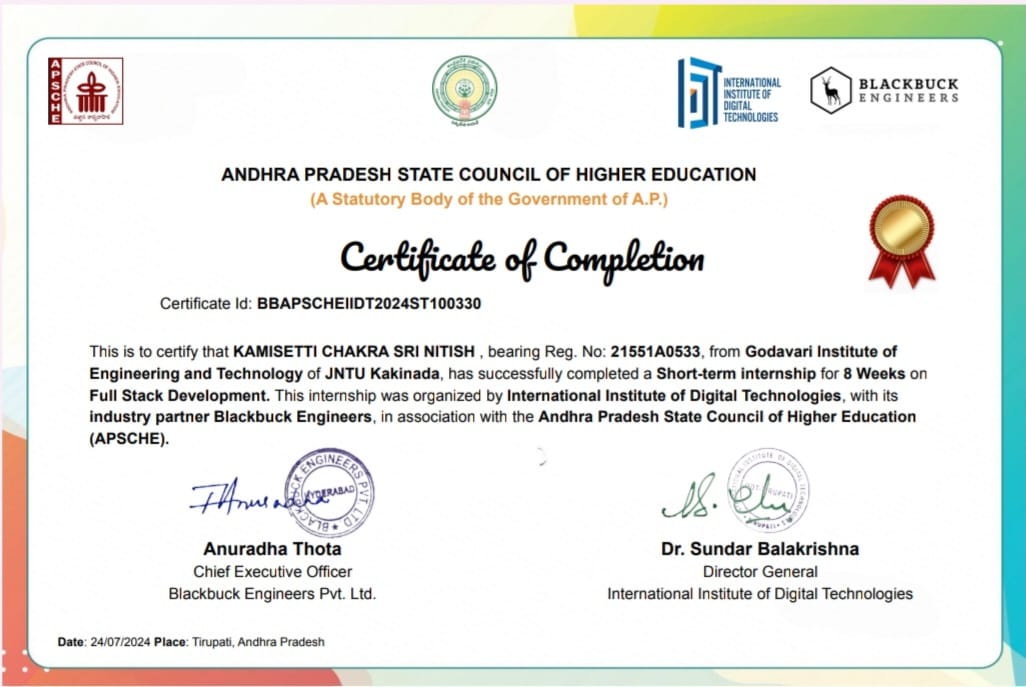 APSCHE
INTERNATIONAL
INSTITUTE OF
DIGITAL
TECHNOLOGIES
BLACKBUCK
ENGINEERS
ANDHRA PRADESH STATE COUNCIL OF HIGHER EDUCATION
(A Statutory Body of the Government of A.P.)
Certificate of Completion
Certificate Id: BBAPSCHEIIDT2024ST100330
This is to certify that KAMISETTI CHAKRA SRI NITISH , bearing Reg. No: 21551A0533, from Godavari Institute of
Engineering and Technology of JNTU Kakinada, has successfully completed a Short-term internship for 8 Weeks on
Full Stack Development. This internship was organized by International Institute of Digital Technologies, with its
industry partner Blackbuck Engineers, in association with the Andhra Pradesh State Council of Higher Education
(APSCHE).
BLACKBUCK ENGINEERS PVT. LTD
HYDERABAD
Anuradha Thota
Chief Executive Officer
Blackbuck Engineers Pvt. Ltd.
Dr. Sundar Balakrishna
Director General
International Institute of Digital Technologies
Date: 24/07/2024 Place: Tirupati, Andhra Pradesh